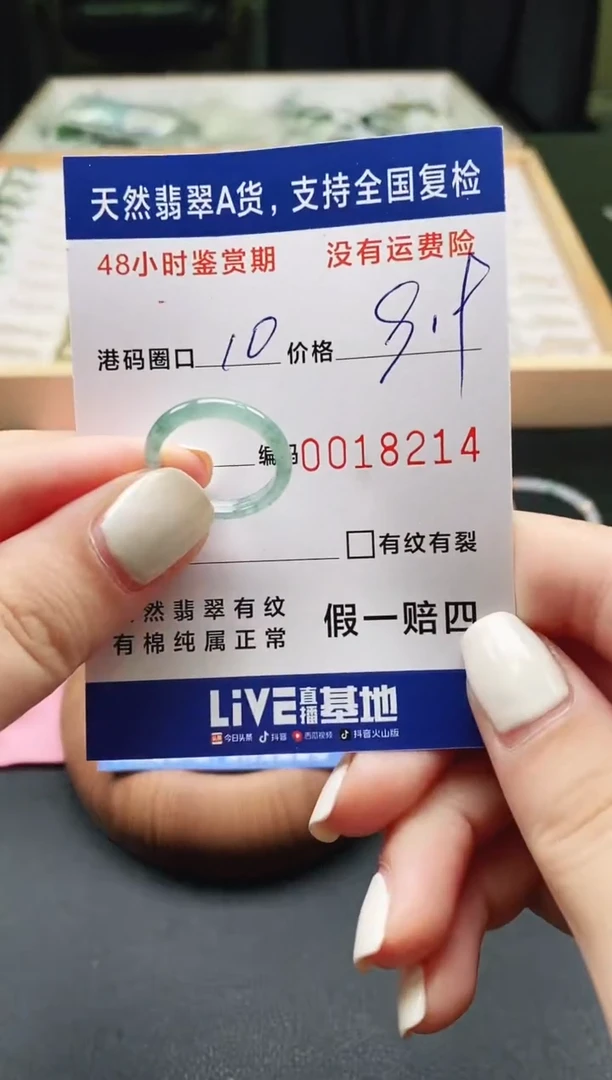 天然翡翠A货，支持全国复检
48小时鉴赏期 没有运费险
港码圈口 10 价格
编码 0018214
□有纹有裂
然翡翠有纹 假一赔四
有棉纯属正常
LiVE直播基地
今日头条 抖音 西瓜视频 抖音火山版